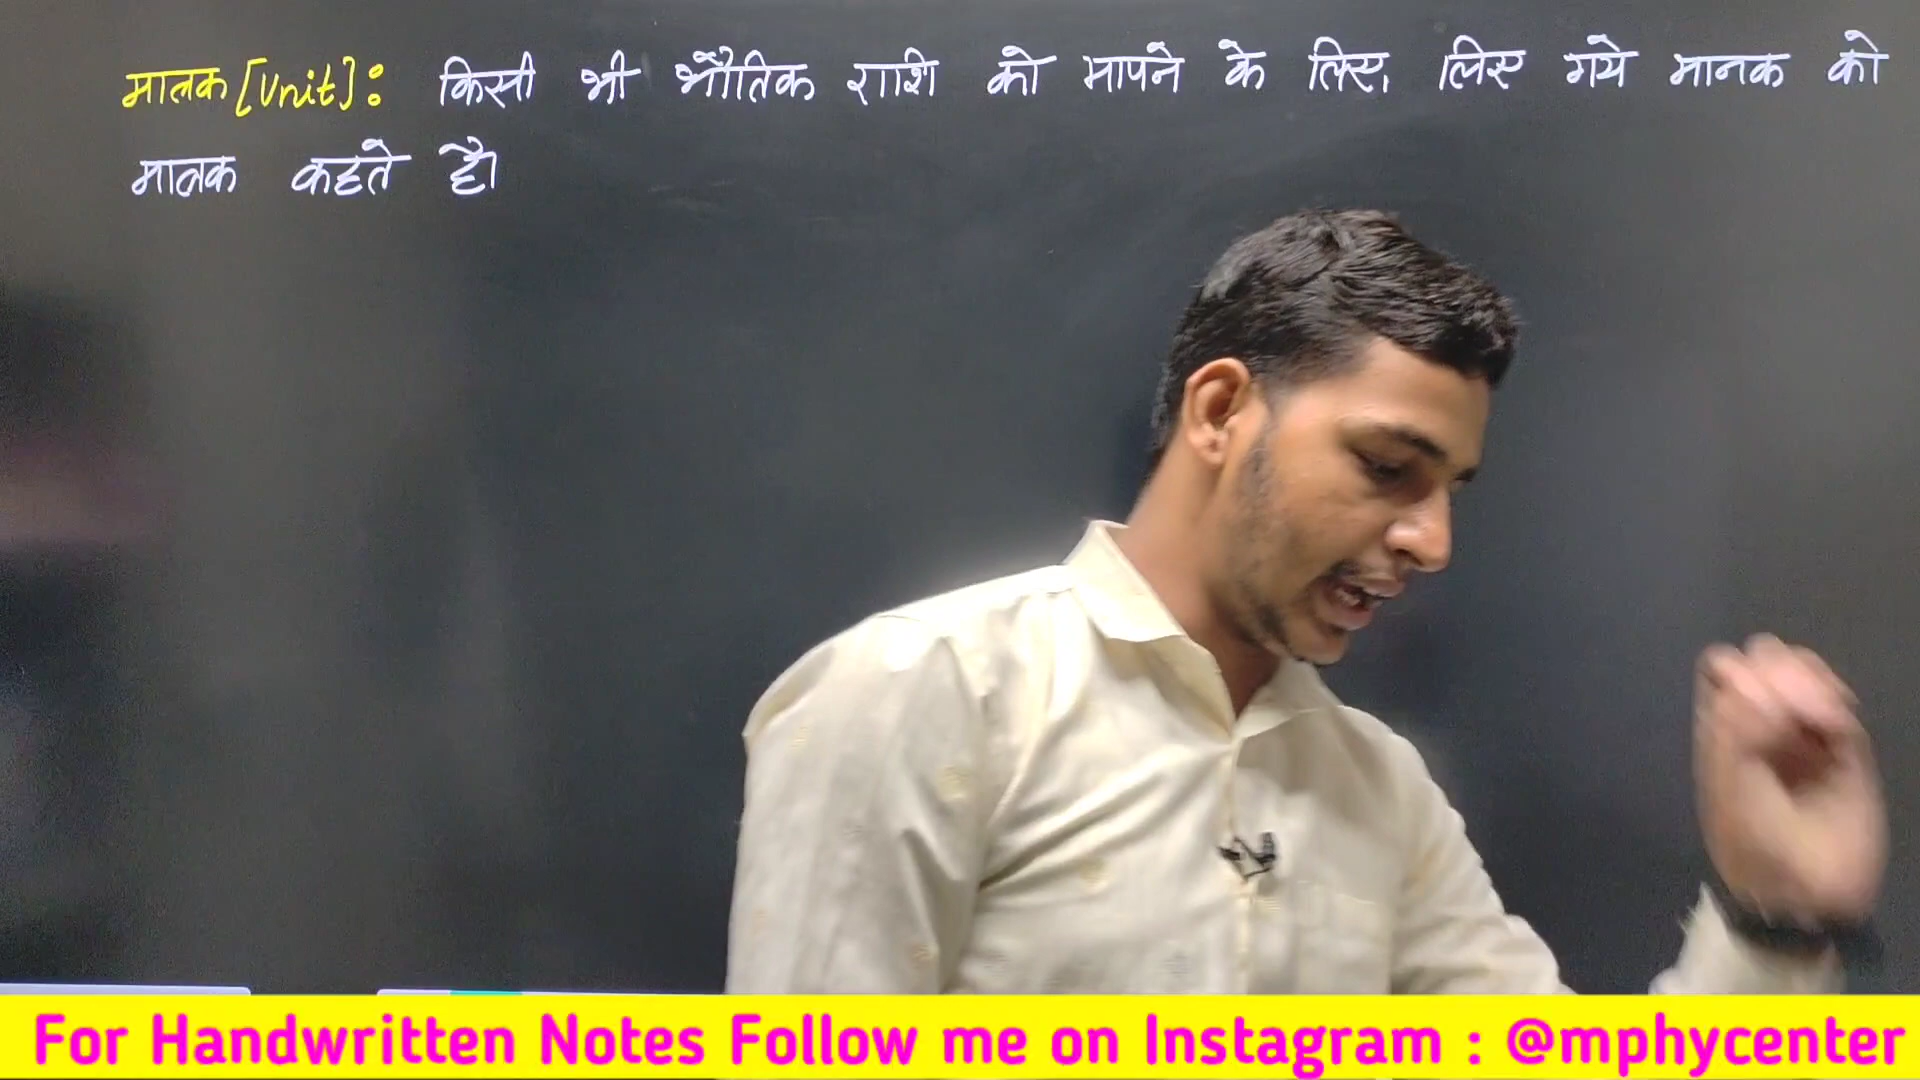 मात्रक [Unit]: किसी भी भौतिक राशि को मापने के लिए, लिए गये मानक को
मात्रक कहते है।
For Handwritten Notes Follow me on Instagram : @mphycenter